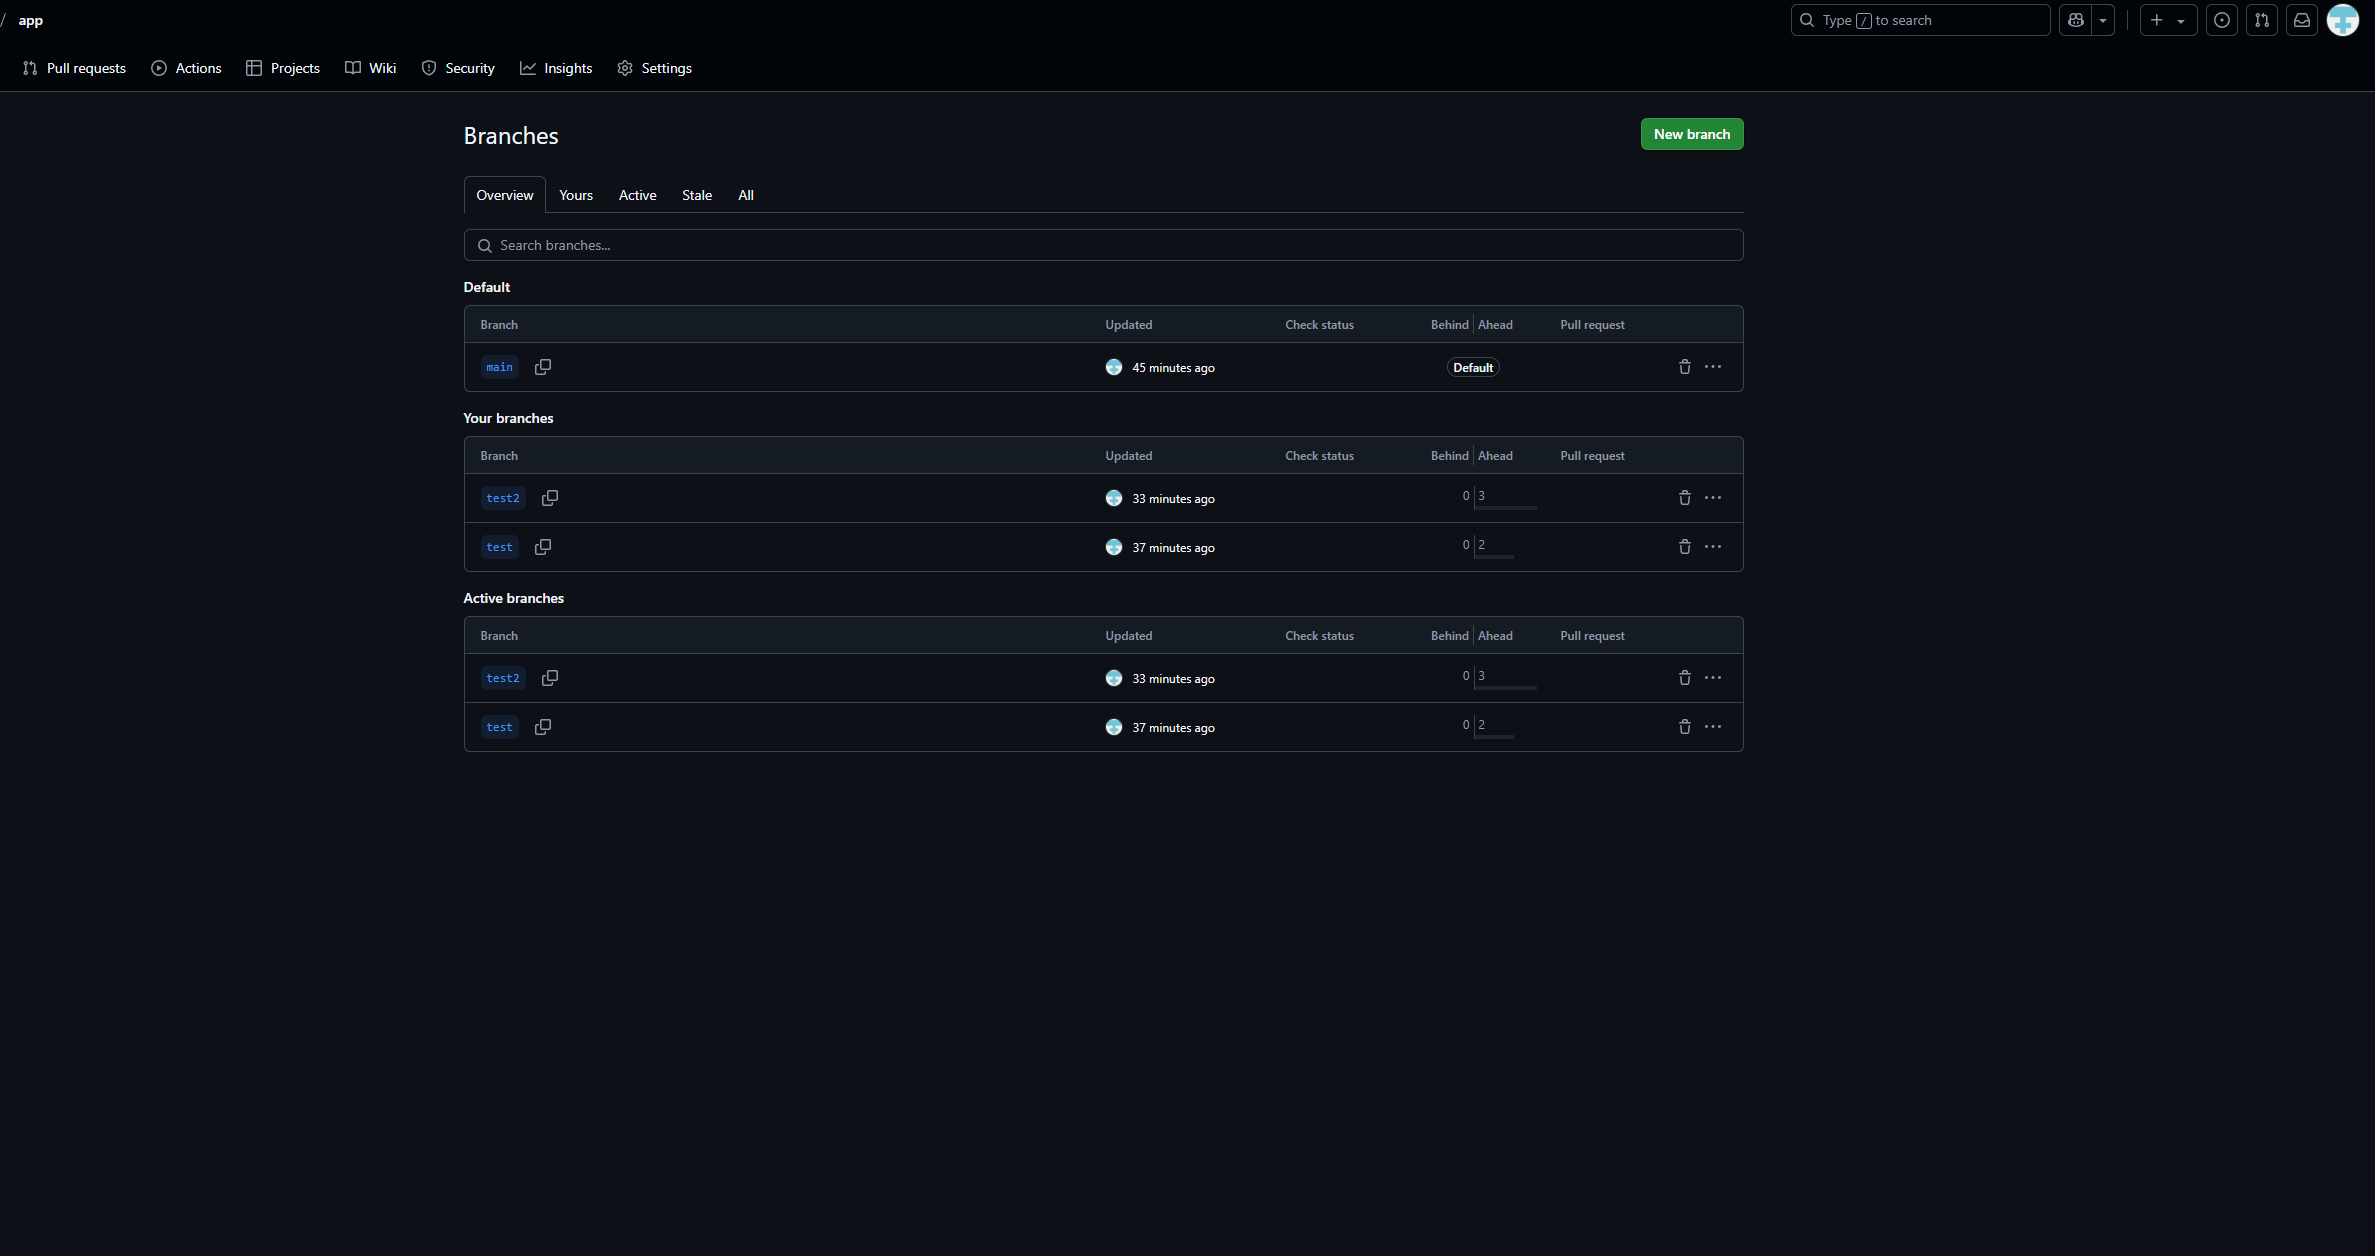 / app
Type / to search
Pull requests Actions Projects Wiki Security Insights Settings
Branches
New branch
Overview Yours Active Stale All
Search branches...
Default
Branch Updated Check status Behind Ahead Pull request
main 45 minutes ago Default
Your branches
Branch Updated Check status Behind Ahead Pull request
test2 33 minutes ago 0 3
test 37 minutes ago 0 2
Active branches
Branch Updated Check status Behind Ahead Pull request
test2 33 minutes ago 0 3
test 37 minutes ago 0 2